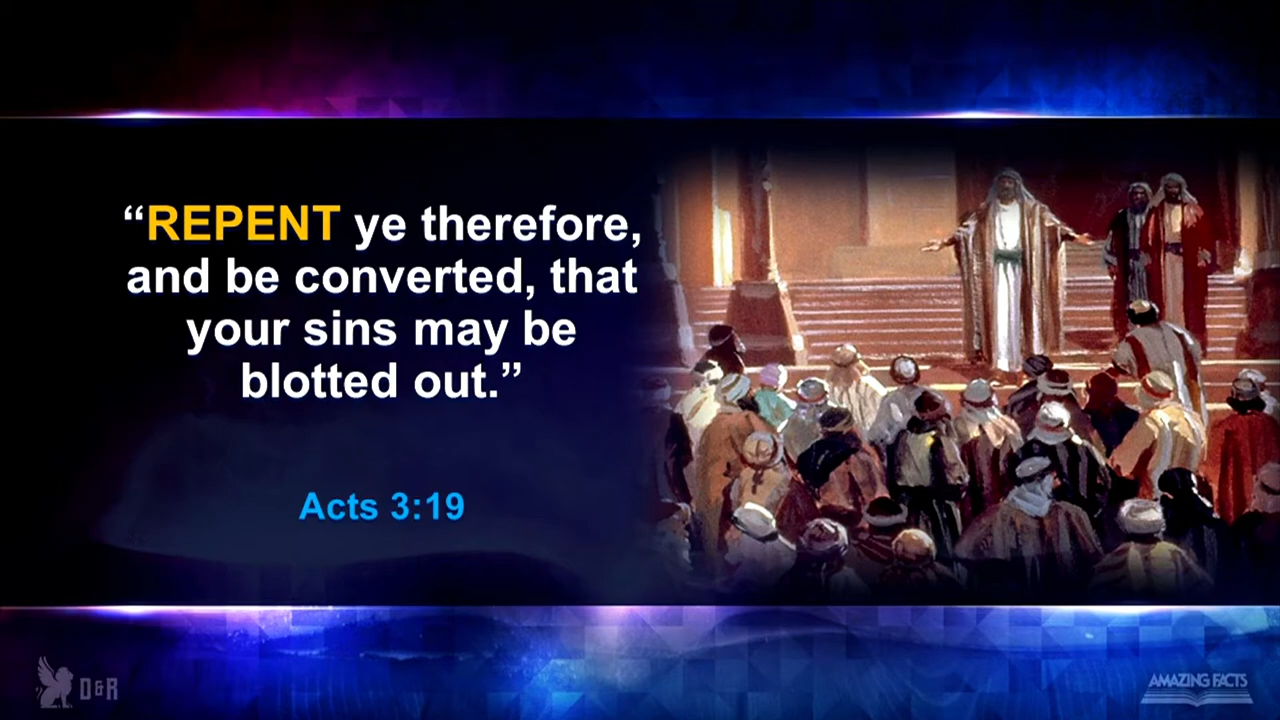 “REPENT ye therefore,
and be converted, that
your sins may be
blotted out.”
Acts 3:19
D&R
AMAZING FACTS